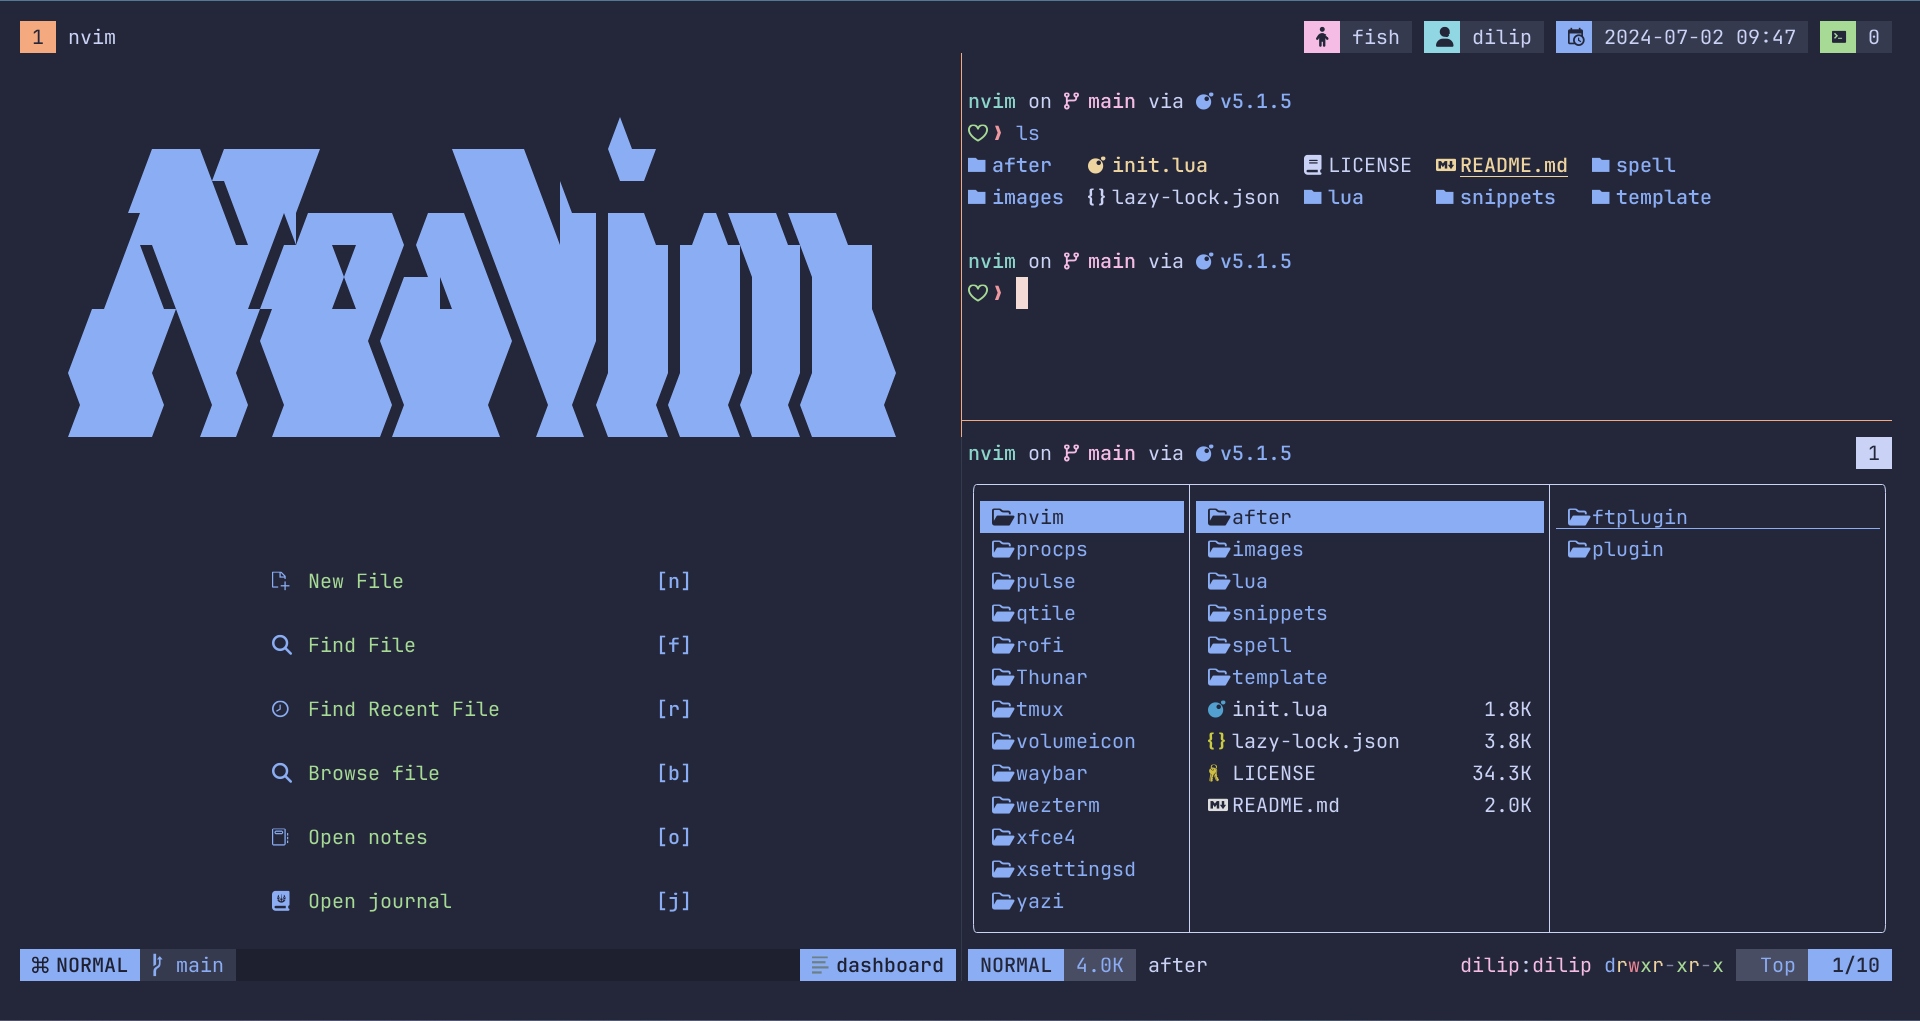 1 nvim
fish dilip 2024-07-02 09:47 0
Neovim
New File [n]
Find File [f]
Find Recent File [r]
Browse file [b]
Open notes [o]
Open journal [j]
NORMAL main dashboard
nvim on main via v5.1.5
❯ ls
after init.lua LICENSE README.md spell
images {} lazy-lock.json lua snippets template
nvim on main via v5.1.5
❯
nvim on main via v5.1.5 1
nvim
procps
pulse
qtile
rofi
Thunar
tmux
volumeicon
waybar
wezterm
xfce4
xsettingsd
yazi
after
images
lua
snippets
spell
template
init.lua 1.8K
{} lazy-lock.json 3.8K
LICENSE 34.3K
README.md 2.0K
ftplugin
plugin
NORMAL 4.0K after dilip:dilip drwxr-xr-x Top 1/10